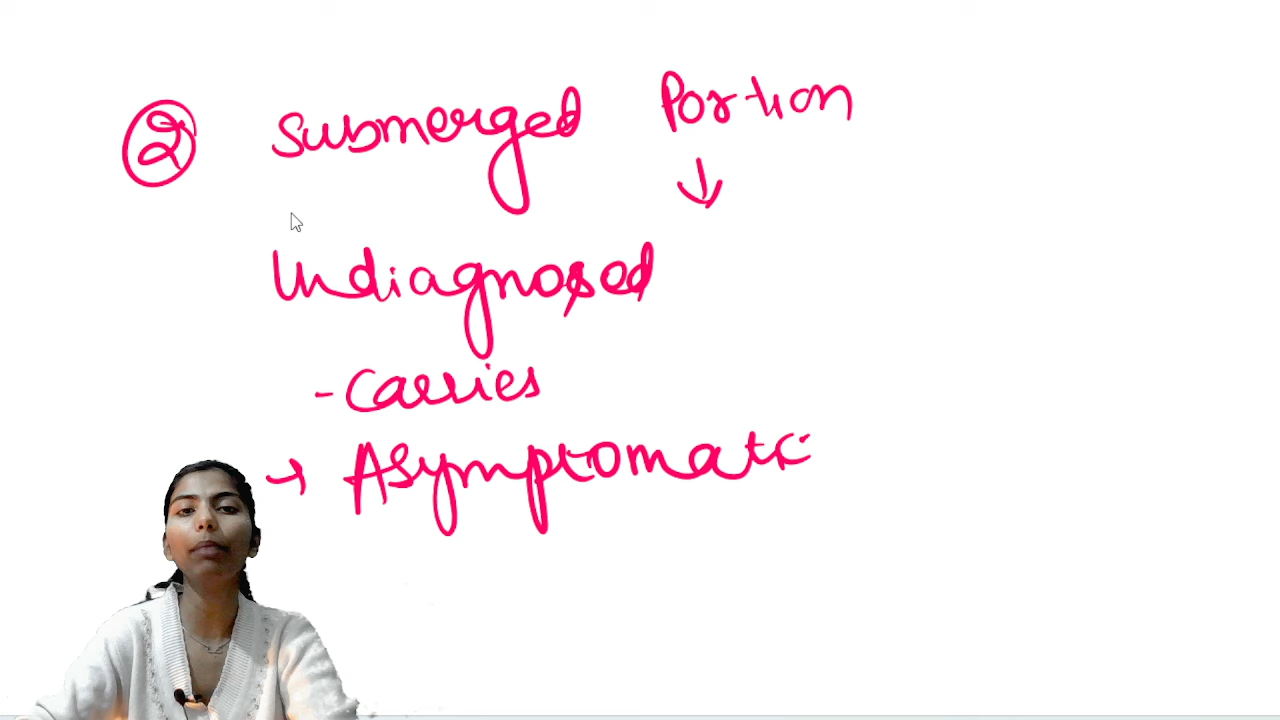 ② Submerged Portion
↓
Undiagnosed
- Carries
→ Asymptomatic